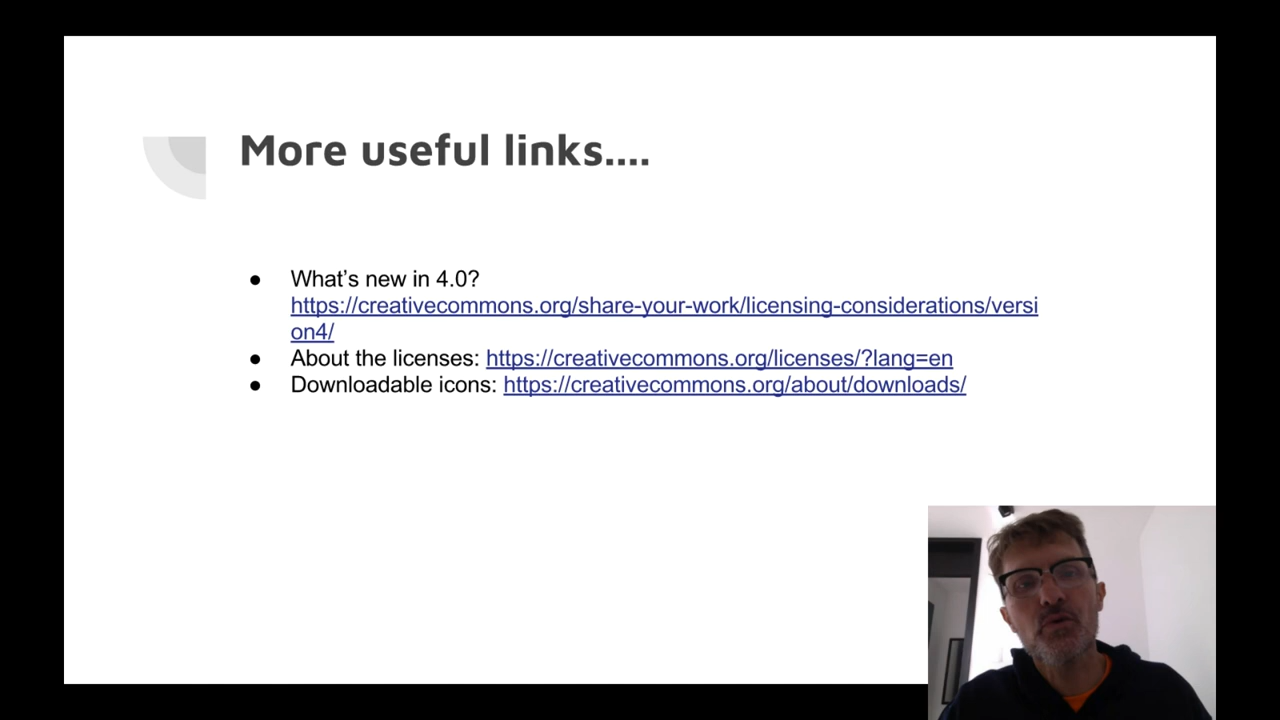 More useful links....
● What's new in 4.0?
https://creativecommons.org/share-your-work/licensing-considerations/versi
on4/
● About the licenses: https://creativecommons.org/licenses/?lang=en
● Downloadable icons: https://creativecommons.org/about/downloads/